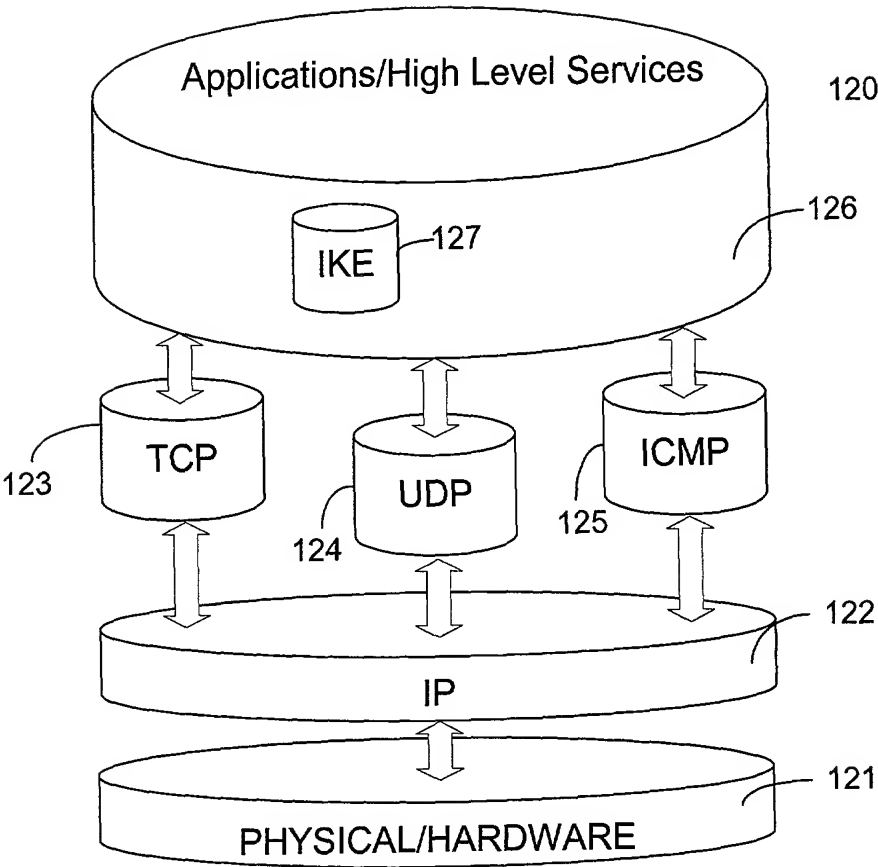 Applications/High Level Services
120
126
IKE
127
TCP
123
UDP
124
ICMP
125
122
IP
121
PHYSICAL/HARDWARE